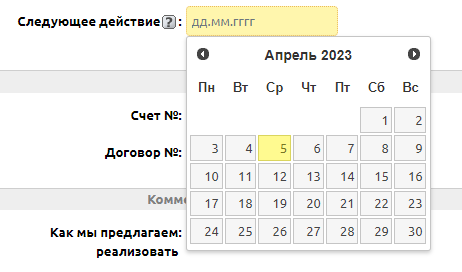 Следующее действие ? : дд.мм.гггг
Апрель 2023
Пн Вт Ср Чт Пт Сб Вс
1 2
Счет №:
3 4 5 6 7 8 9
Договор №:
10 11 12 13 14 15 16
17 18 19 20 21 22 23
Комме
24 25 26 27 28 29 30
Как мы предлагаем:
реализовать